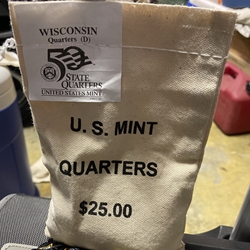 WISCONSIN
Quarters (D)
50
STATE
QUARTERS
UNITED STATES MINT
U. S. MINT
QUARTERS
$25.00